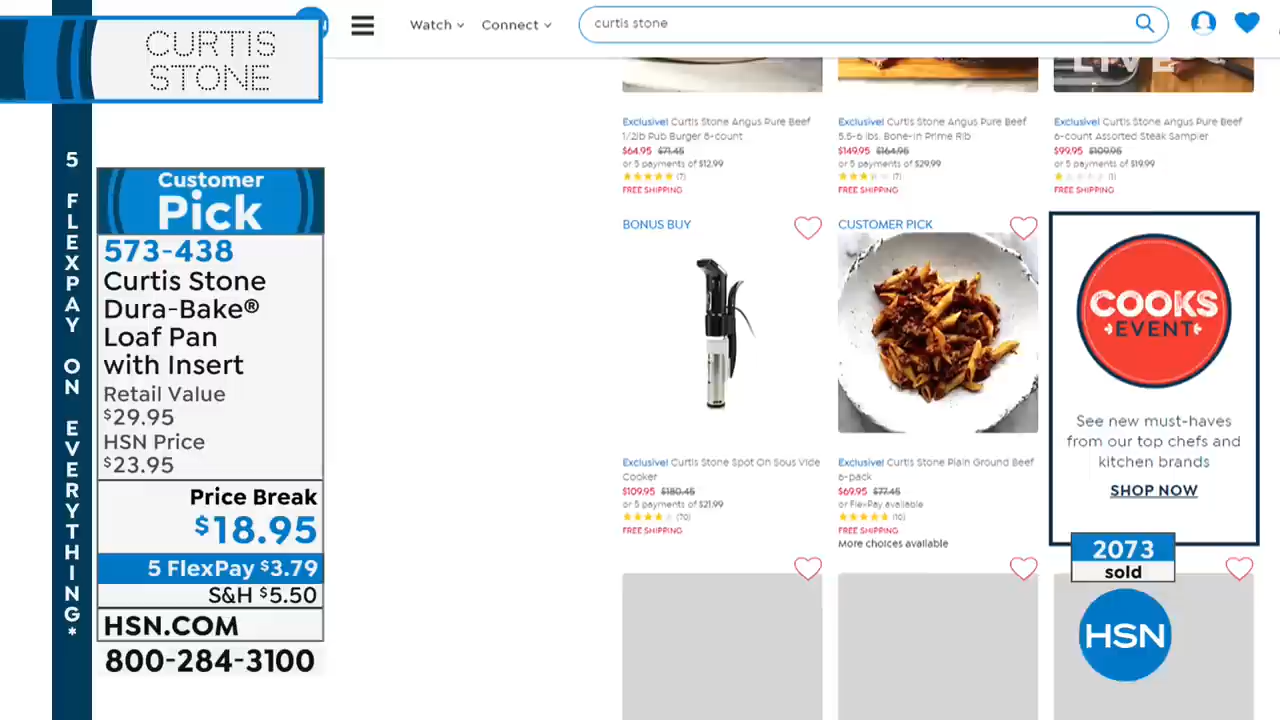 CURTIS
STONE
5 FLEXPAY ON EVERYTHING*
Customer
Pick
573-438
Curtis Stone
Dura-Bake®
Loaf Pan
with Insert
Retail Value
$29.95
HSN Price
$23.95
Price Break
$18.95
5 FlexPay $3.79
S&H $5.50
HSN.COM
800-284-3100
Watch
Connect
curtis stone
LIVE
Exclusive! Curtis Stone Angus Pure Beef
1/2lb Pub Burger 8-count
$64.95 $71.45
or 5 payments of $12.99
(7)
FREE SHIPPING
Exclusive! Curtis Stone Angus Pure Beef
5.5-6 lbs. Bone-in Prime Rib
$149.95 $164.95
or 5 payments of $29.99
(7)
FREE SHIPPING
Exclusive! Curtis Stone Angus Pure Beef
6-count Assorted Steak Sampler
$99.95 $109.95
or 5 payments of $19.99
(1)
FREE SHIPPING
BONUS BUY
Exclusive! Curtis Stone Spot On Sous Vide
Cooker
$109.95 $180.45
or 5 payments of $21.99
(70)
FREE SHIPPING
CUSTOMER PICK
Exclusive! Curtis Stone Plain Ground Beef
6-pack
$69.95 $77.45
or FlexPay available
(10)
FREE SHIPPING
More choices available
COOKS
EVENT
See new must-haves
from our top chefs and
kitchen brands
SHOP NOW
2073
sold
HSN